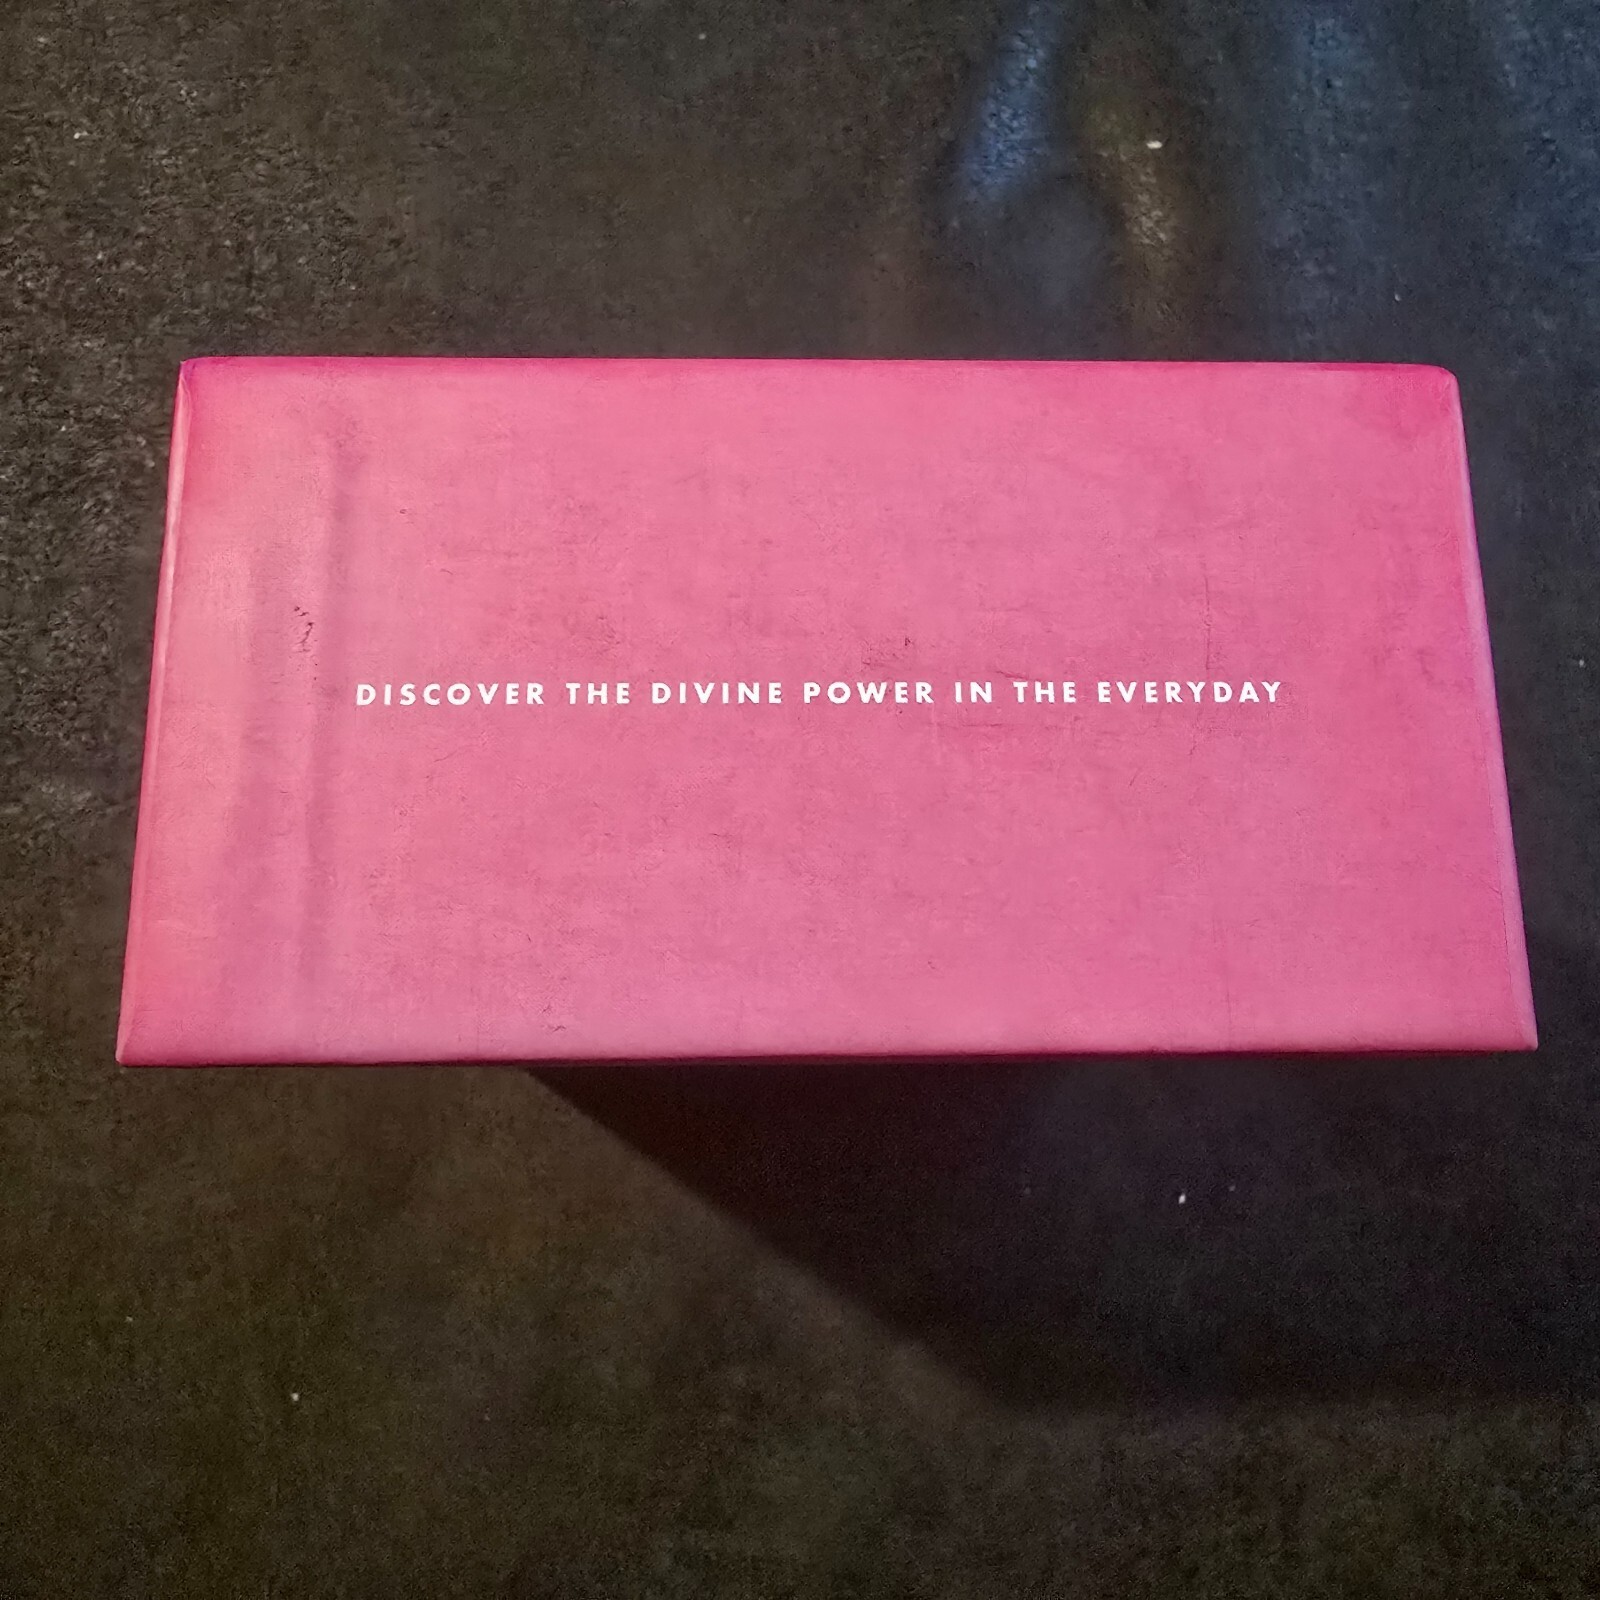 DISCOVER THE DIVINE POWER IN THE EVERYDAY